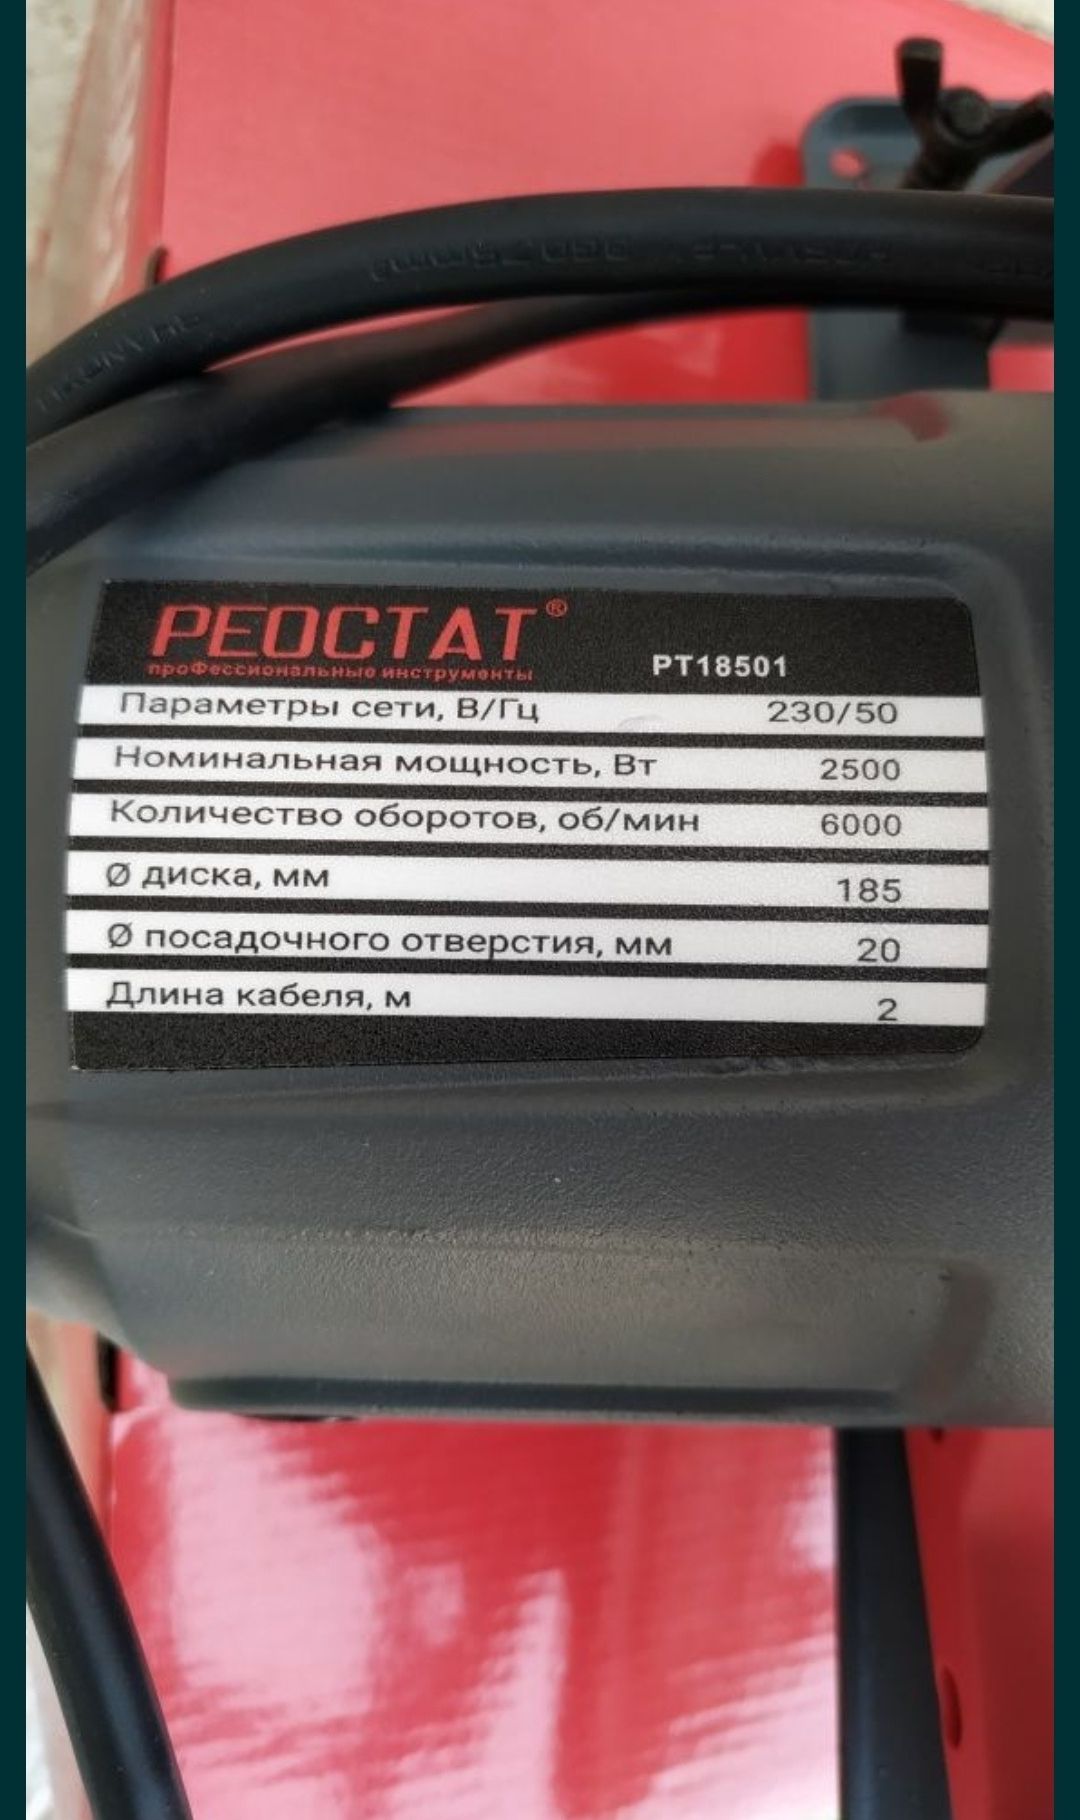 РЕОСТАТ®
проФессиональные инструменты
РТ18501
Параметры сети, В/Гц 230/50
Номинальная мощность, Вт 2500
Количество оборотов, об/мин 6000
Ø диска, мм 185
Ø посадочного отверстия, мм 20
Длина кабеля, м 2